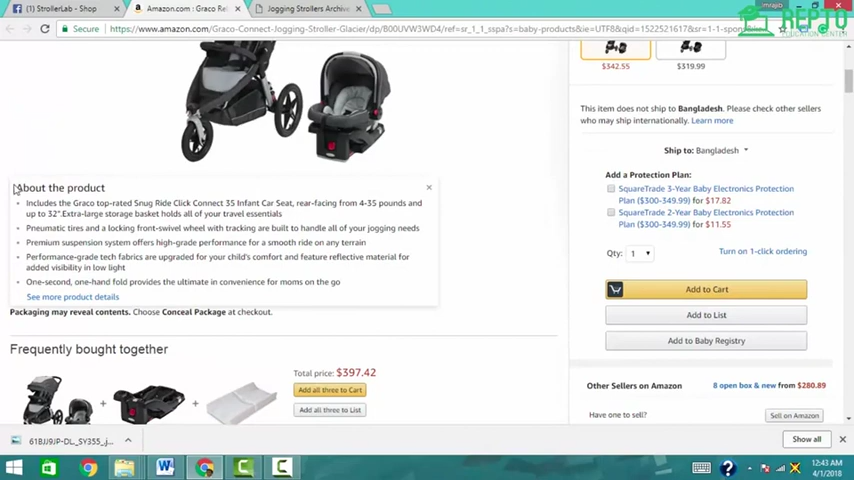 (1) StrollerLab - Shop
Amazon.com : Graco Rel
Jogging Strollers Archive
imrajib
REPTO
EDUCATION CENTER
Secure
https://www.amazon.com/Graco-Connect-Jogging-Stroller-Glacier/dp/B00UVW3WD4/ref=sr_1_1_sspa?s=baby-products&ie=UTF8&qid=1522521617&sr=1-1-spons
$342.55
$319.99
This item does not ship to Bangladesh. Please check other sellers
who may ship internationally. Learn more
Ship to: Bangladesh
Add a Protection Plan:
SquareTrade 3-Year Baby Electronics Protection
Plan ($300-349.99) for $17.82
SquareTrade 2-Year Baby Electronics Protection
Plan ($300-349.99) for $11.55
Qty: 1
Turn on 1-click ordering
Add to Cart
Add to List
Add to Baby Registry
Other Sellers on Amazon
8 open box & new from $280.89
Have one to sell?
Sell on Amazon
About the product
Includes the Graco top-rated Snug Ride Click Connect 35 Infant Car Seat, rear-facing from 4-35 pounds and
up to 32".Extra-large storage basket holds all of your travel essentials
Pneumatic tires and a locking front-swivel wheel with tracking are built to handle all of your jogging needs
Premium suspension system offers high-grade performance for a smooth ride on any terrain
Performance-grade tech fabrics are upgraded for your child's comfort and feature reflective material for
added visibility in low light
One-second, one-hand fold provides the ultimate in convenience for moms on the go
See more product details
Packaging may reveal contents. Choose Conceal Package at checkout.
Frequently bought together
Total price: $397.42
Add all three to Cart
Add all three to List
61BJJ9JP-DL._SY355_.j...
Show all
12:43 AM
4/1/2018